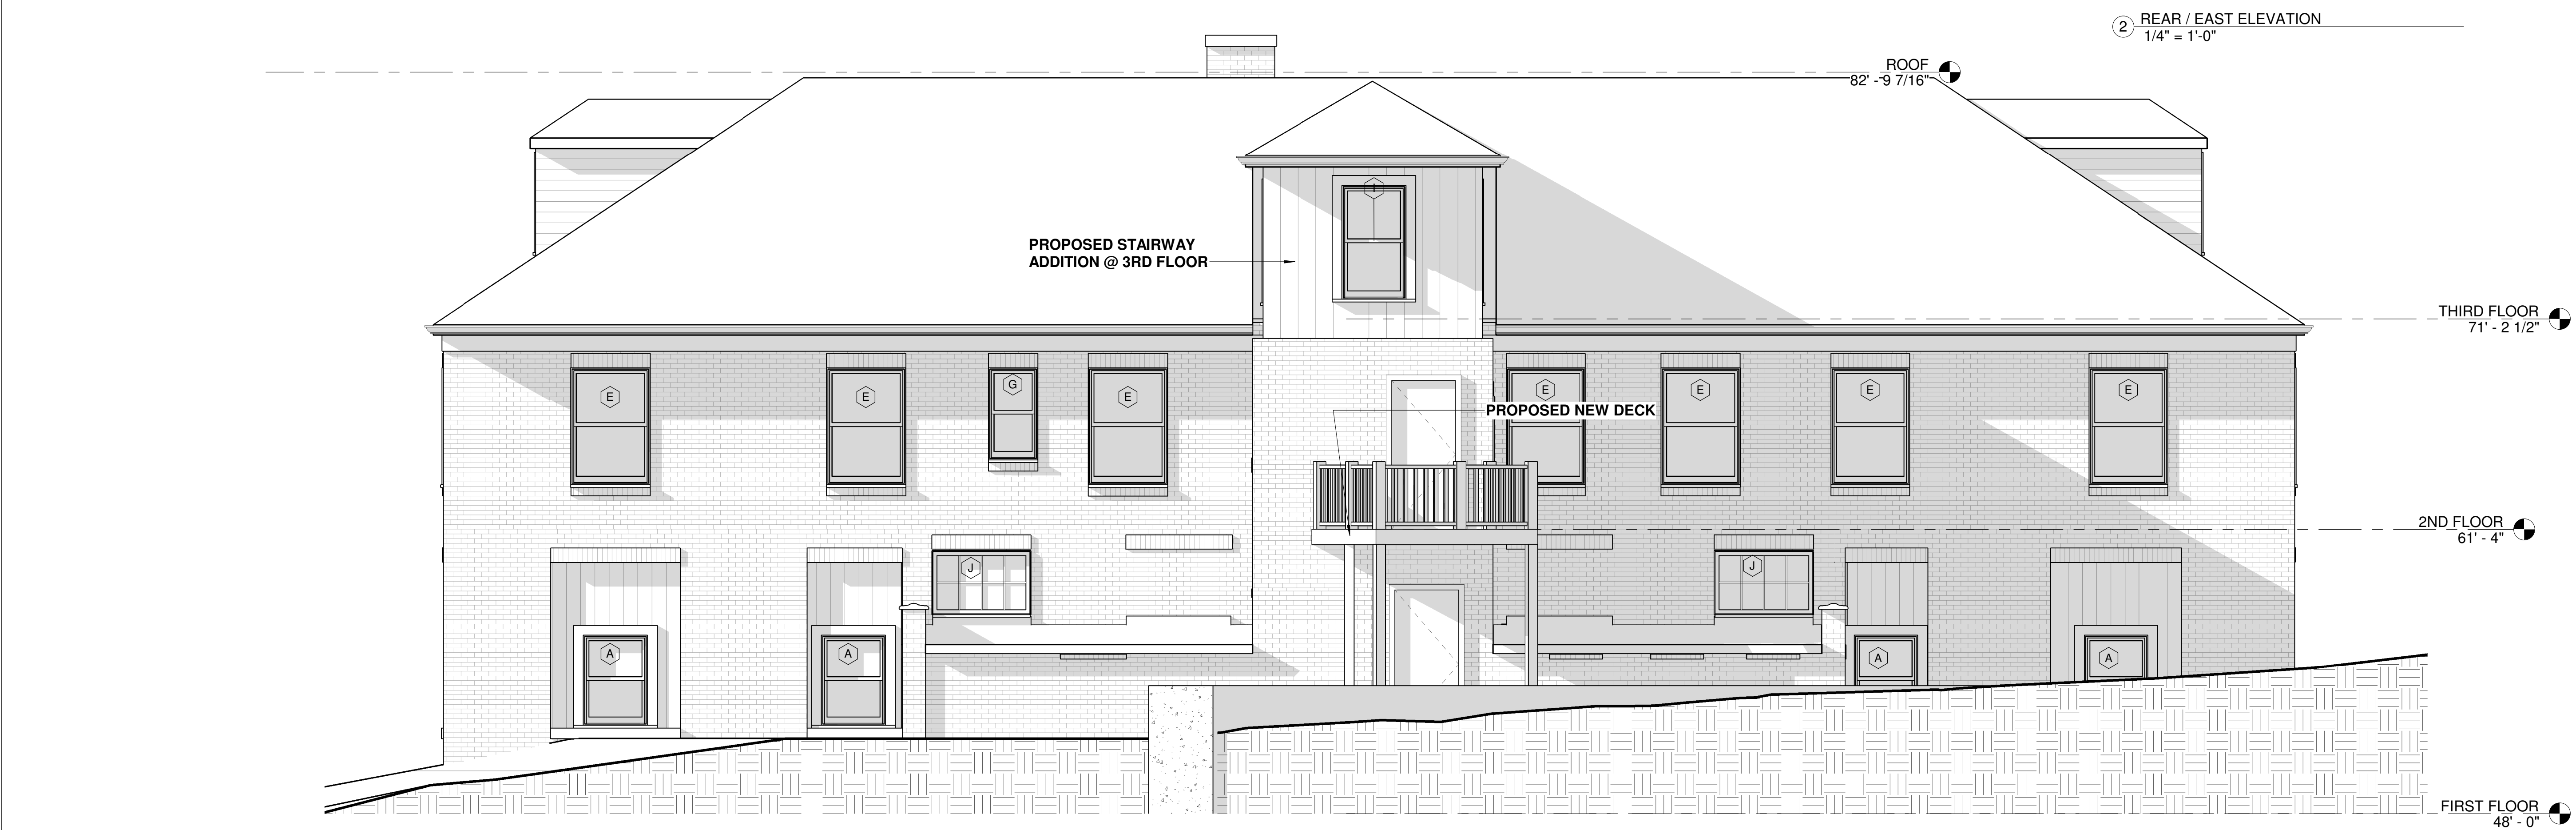 2 REAR / EAST ELEVATION
1/4" = 1'-0"
ROOF
82' - 9 7/16"
I
PROPOSED STAIRWAY
ADDITION @ 3RD FLOOR
THIRD FLOOR
71' - 2 1/2"
E
E
G
E
E
E
E
E
PROPOSED NEW DECK
2ND FLOOR
61' - 4"
J
J
A
A
A
A
FIRST FLOOR
48' - 0"